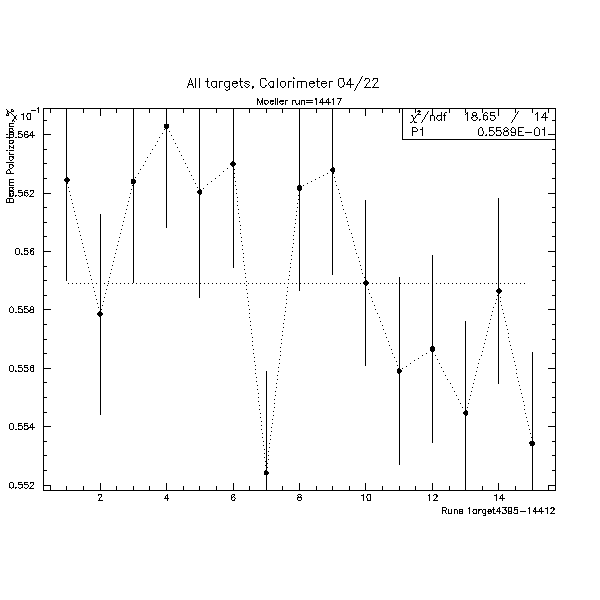 All targets, Calorimeter 04/22
Moeller run=14417
x 10⁻¹
χ²/ndf 18.65 / 14
P1 0.5589E-01
Beam Polarization,%
0.564
0.562
0.56
0.558
0.556
0.554
0.552
2 4 6 8 10 12 14
Runs 14395-14412